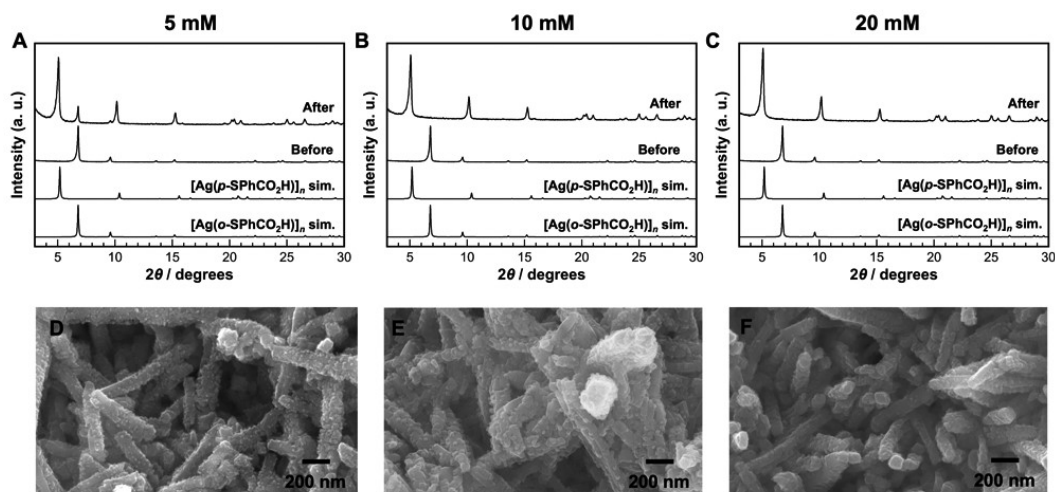 5 mM
10 mM
20 mM
A
Intensity (a. u.)
After
Before
[Ag(p-SPhCO₂H)]ₙ sim.
[Ag(o-SPhCO₂H)]ₙ sim.
5 10 15 20 25 30
2θ / degrees
B
Intensity (a. u.)
After
Before
[Ag(p-SPhCO₂H)]ₙ sim.
[Ag(o-SPhCO₂H)]ₙ sim.
5 10 15 20 25 30
2θ / degrees
C
Intensity (a. u.)
After
Before
[Ag(p-SPhCO₂H)]ₙ sim.
[Ag(o-SPhCO₂H)]ₙ sim.
5 10 15 20 25 30
2θ / degrees
D
200 nm
E
200 nm
F
200 nm